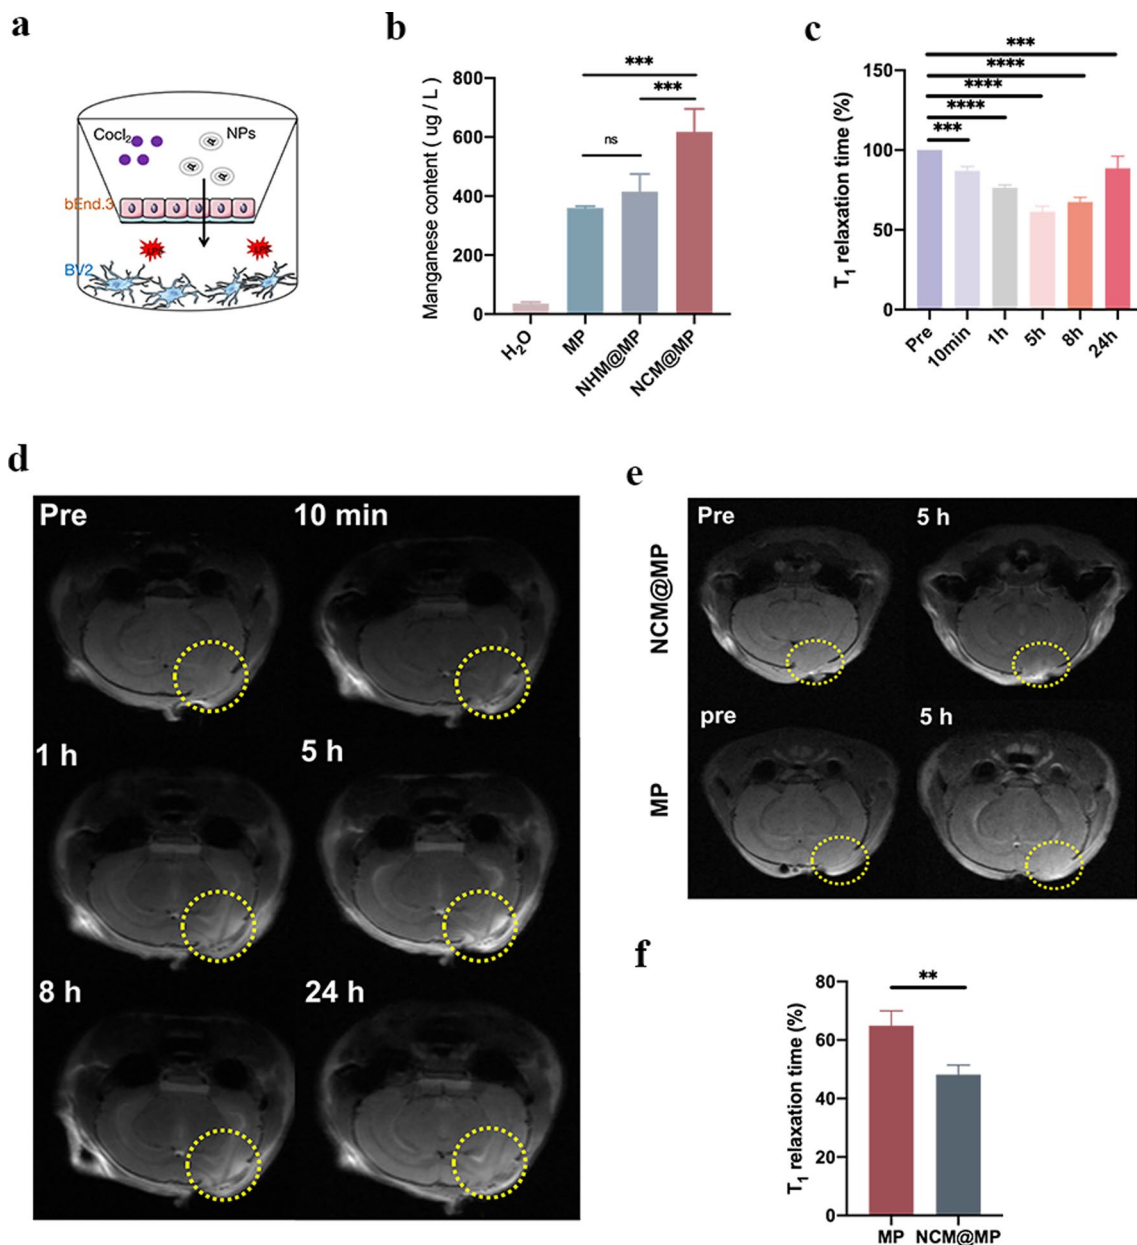 a
Cocl2
NPs
bEnd.3
BV2
b
Manganese content ( ug / L )
800
600
400
200
0
***
***
ns
H2O
MP
NHM@MP
NCM@MP
c
T1 relaxation time (%)
150
100
50
0
***
****
****
****
***
Pre
10min
1h
5h
8h
24h
d
Pre
10 min
1 h
5 h
8 h
24 h
e
NCM@MP
Pre
5 h
MP
pre
5 h
f
T1 relaxation time (%)
80
60
40
20
0
**
MP
NCM@MP